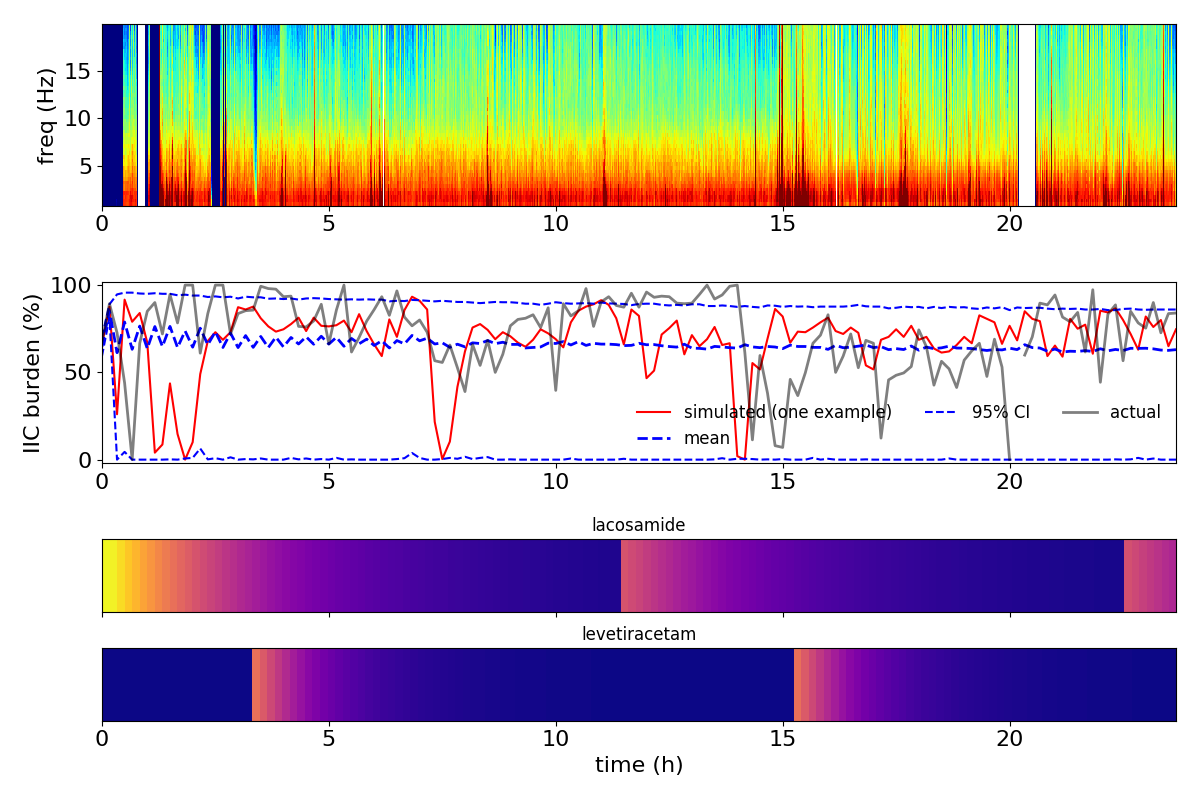 freq (Hz)
15
10
5
0 5 10 15 20
IIC burden (%)
100
50
0
simulated (one example) 95% CI actual
mean
0 5 10 15 20
lacosamide
levetiracetam
0 5 10 15 20
time (h)